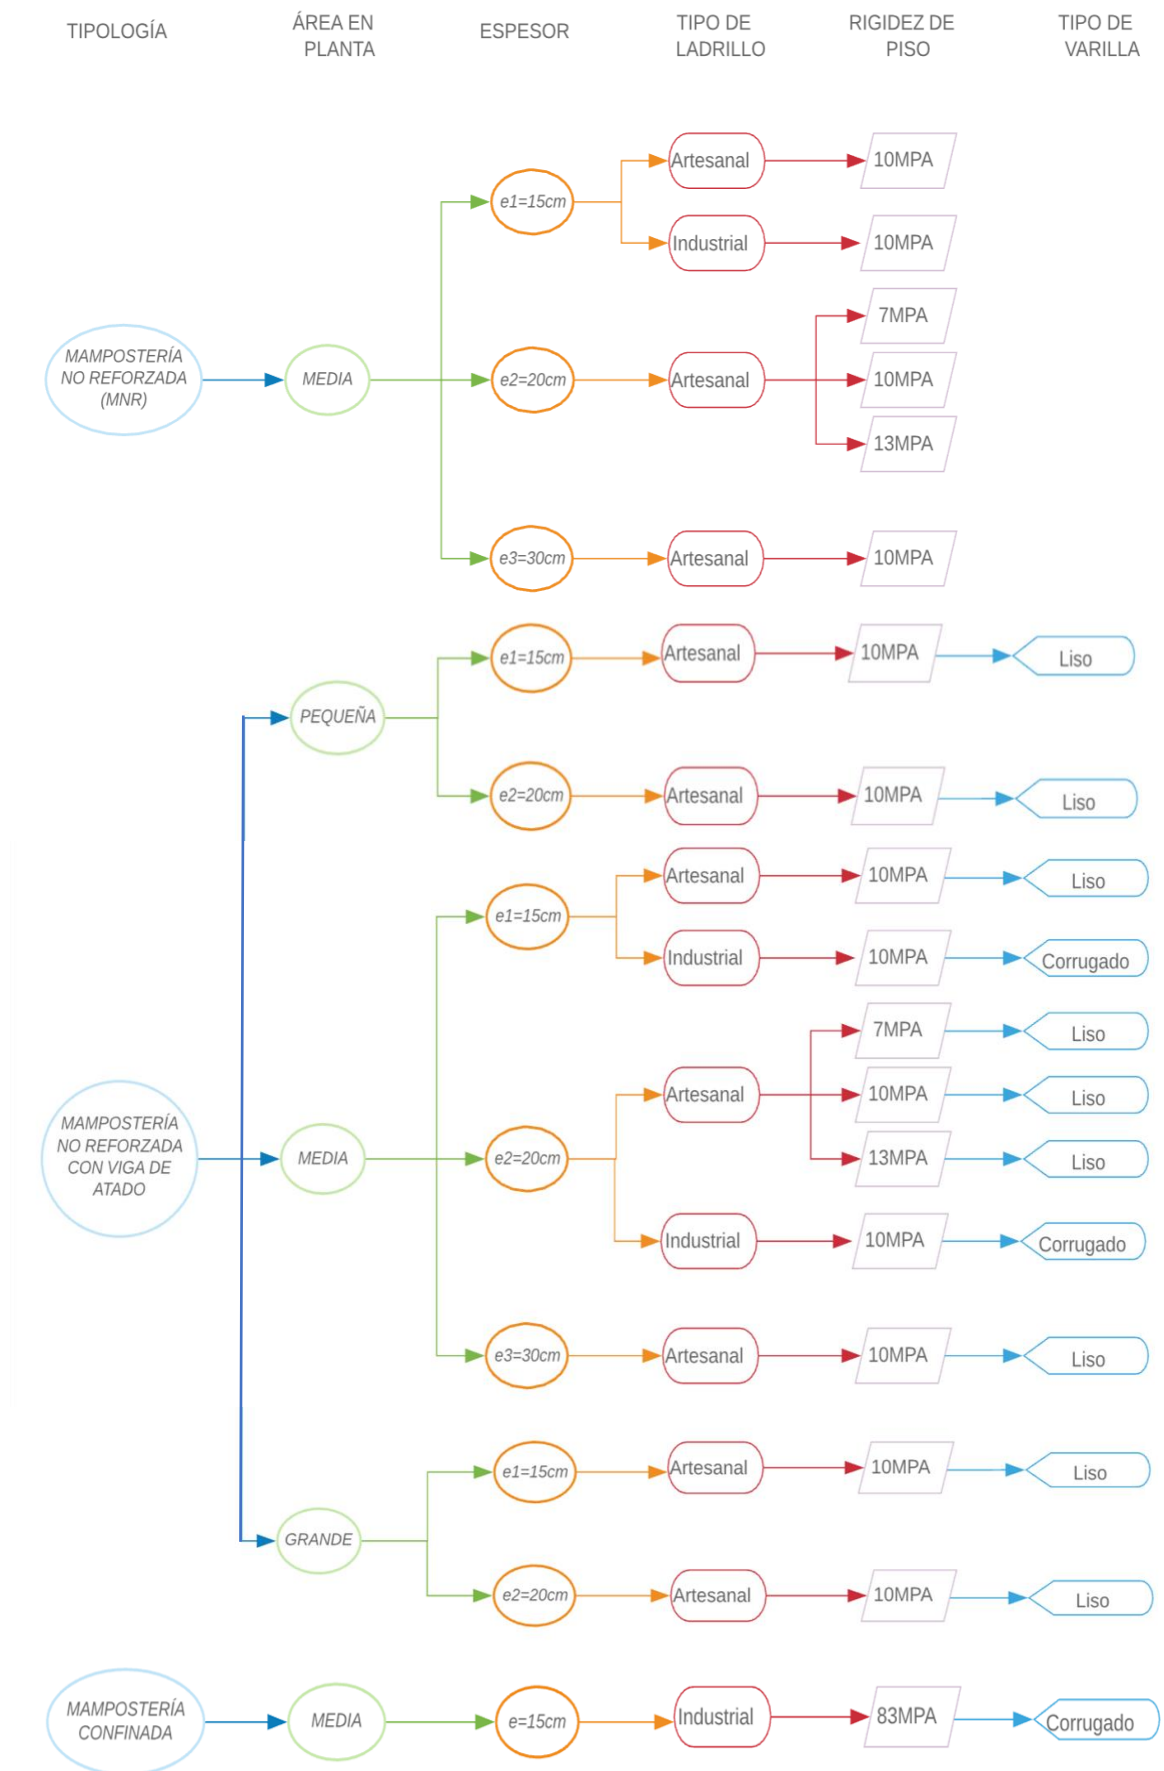 TIPOLOGÍA
ÁREA EN
PLANTA
ESPESOR
TIPO DE
LADRILLO
RIGIDEZ DE
PISO
TIPO DE
VARILLA
MAMPOSTERÍA
NO REFORZADA
(MNR)
MEDIA
e1=15cm
Artesanal
10MPA
Industrial
10MPA
e2=20cm
Artesanal
7MPA
10MPA
13MPA
e3=30cm
Artesanal
10MPA
MAMPOSTERÍA
NO REFORZADA
CON VIGA DE
ATADO
PEQUEÑA
e1=15cm
Artesanal
10MPA
Liso
e2=20cm
Artesanal
10MPA
Liso
MEDIA
e1=15cm
Artesanal
10MPA
Liso
Industrial
10MPA
Corrugado
e2=20cm
Artesanal
7MPA
Liso
10MPA
Liso
13MPA
Liso
Industrial
10MPA
Corrugado
e3=30cm
Artesanal
10MPA
Liso
GRANDE
e1=15cm
Artesanal
10MPA
Liso
e2=20cm
Artesanal
10MPA
Liso
MAMPOSTERÍA
CONFINADA
MEDIA
e=15cm
Industrial
83MPA
Corrugado